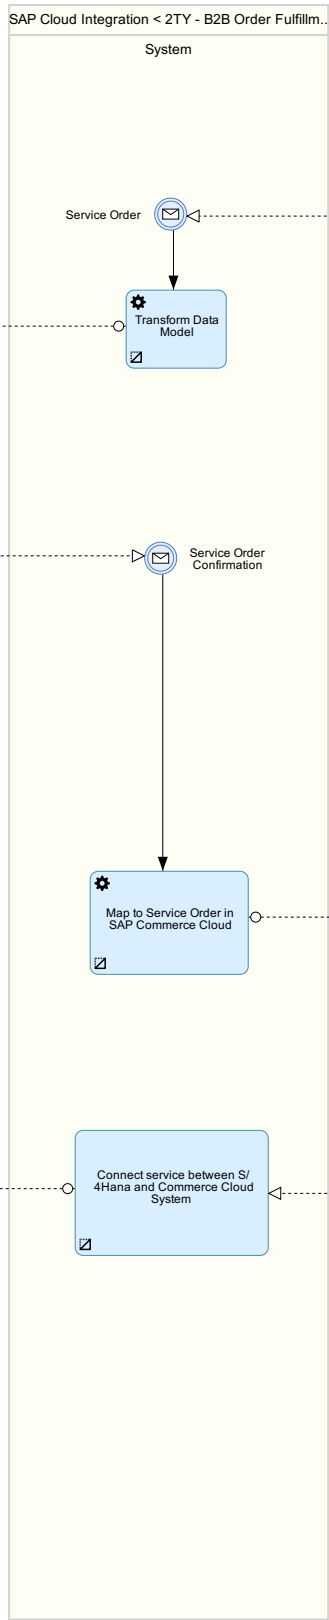 SAP Cloud Integration < 2TY - B2B Order Fulfillm..
System
Service Order
Transform Data
Model
Service Order
Confirmation
Map to Service Order in
SAP Commerce Cloud
Connect service between S/
4Hana and Commerce Cloud
System